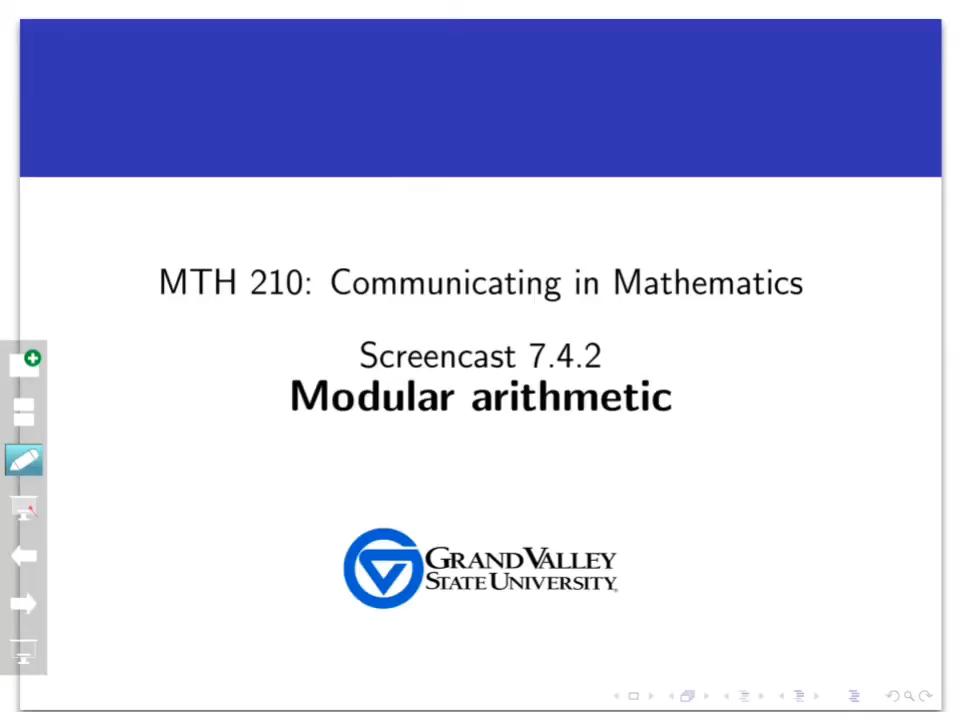 MTH 210: Communicating in Mathematics
Screencast 7.4.2
Modular arithmetic
GRAND VALLEY
STATE UNIVERSITY